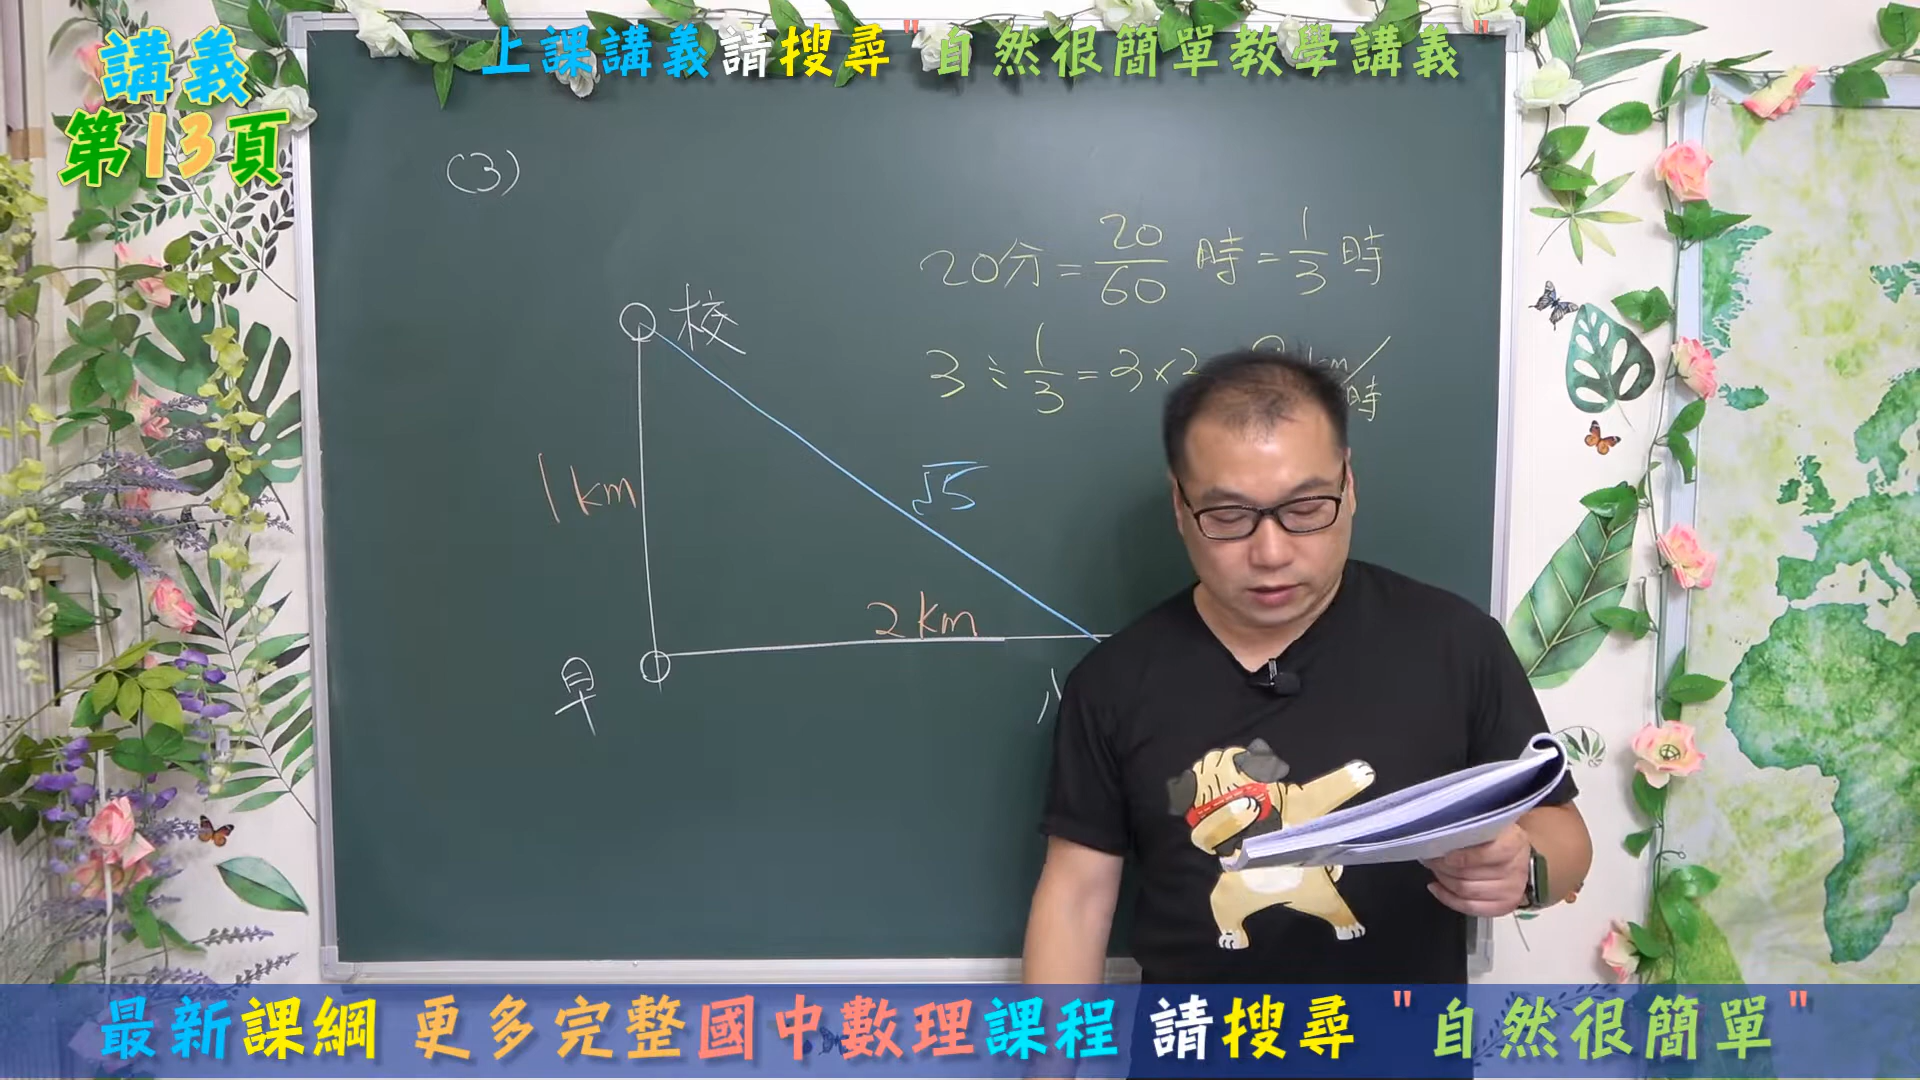 上課講義請搜尋"自然很簡單教學講義"
講義
第13頁
(3)
20分=20/60時=1/3時
3÷1/3=3×
時
校
1km
√5
2km
早
最新課綱 更多完整國中數理課程 請搜尋"自然很簡單"